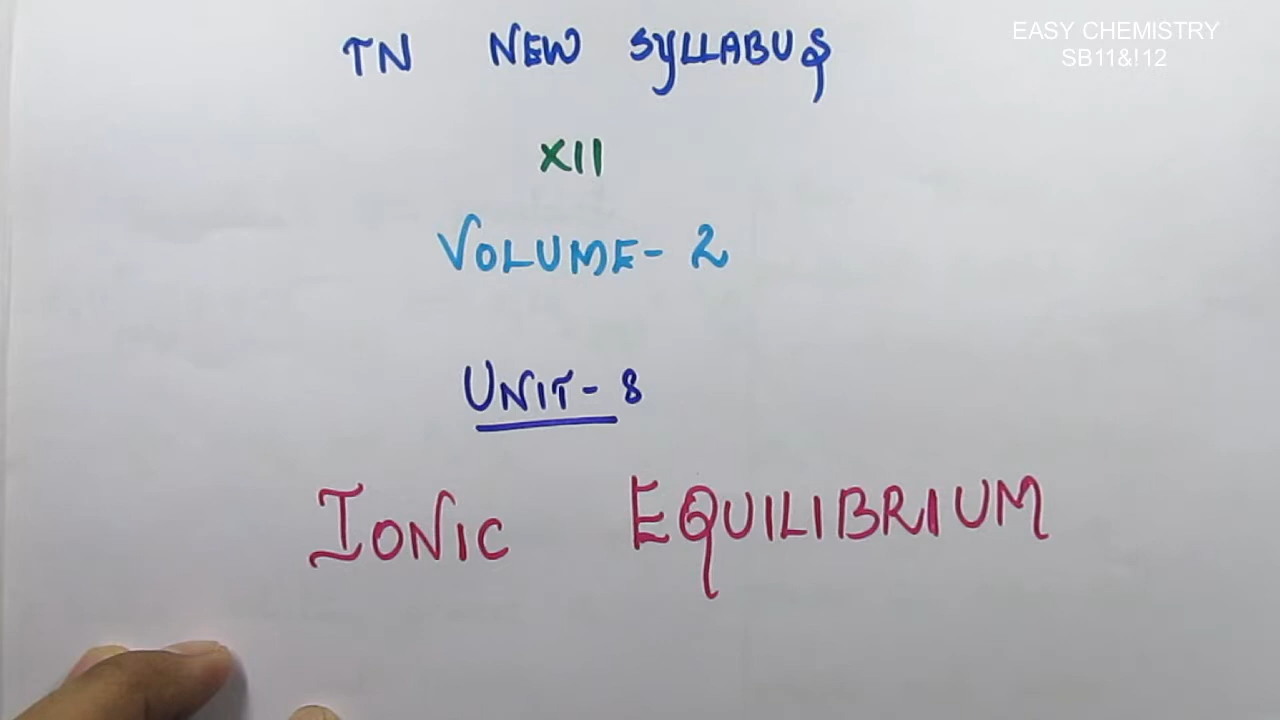 EASY CHEMISTRY
SB11&!12
TN NEW SYLLABUS
XII
VOLUME- 2
UNIT- 8
IONIC EQUILIBRIUM